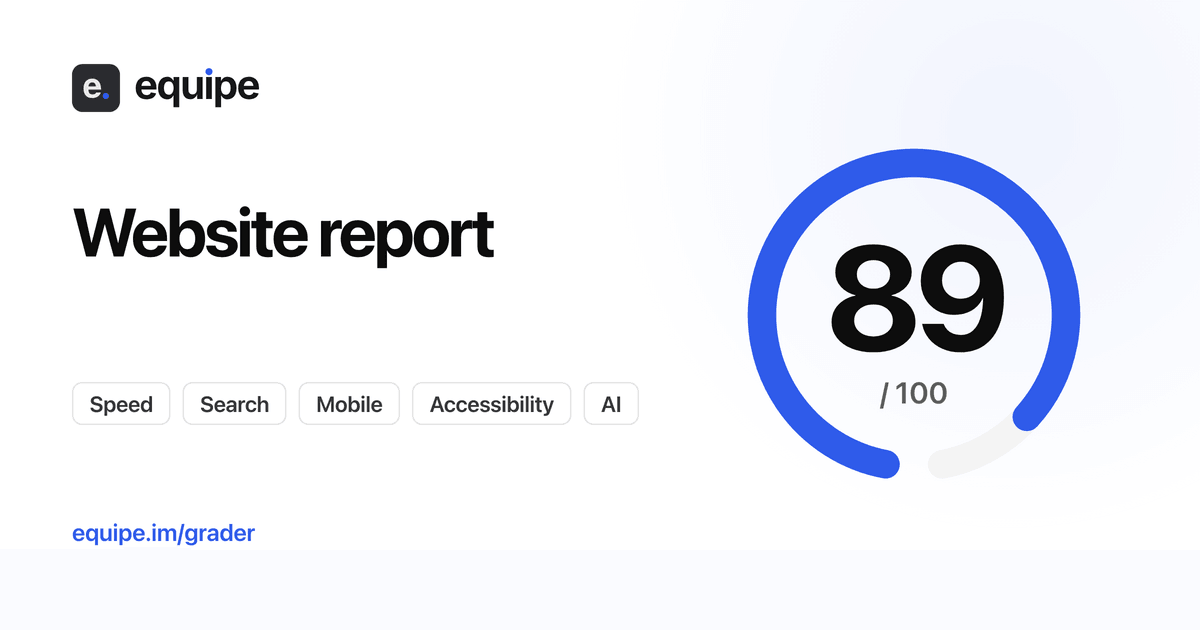 e. equipe
Website report
89
/ 100
Speed Search Mobile Accessibility AI
equipe.im/grader